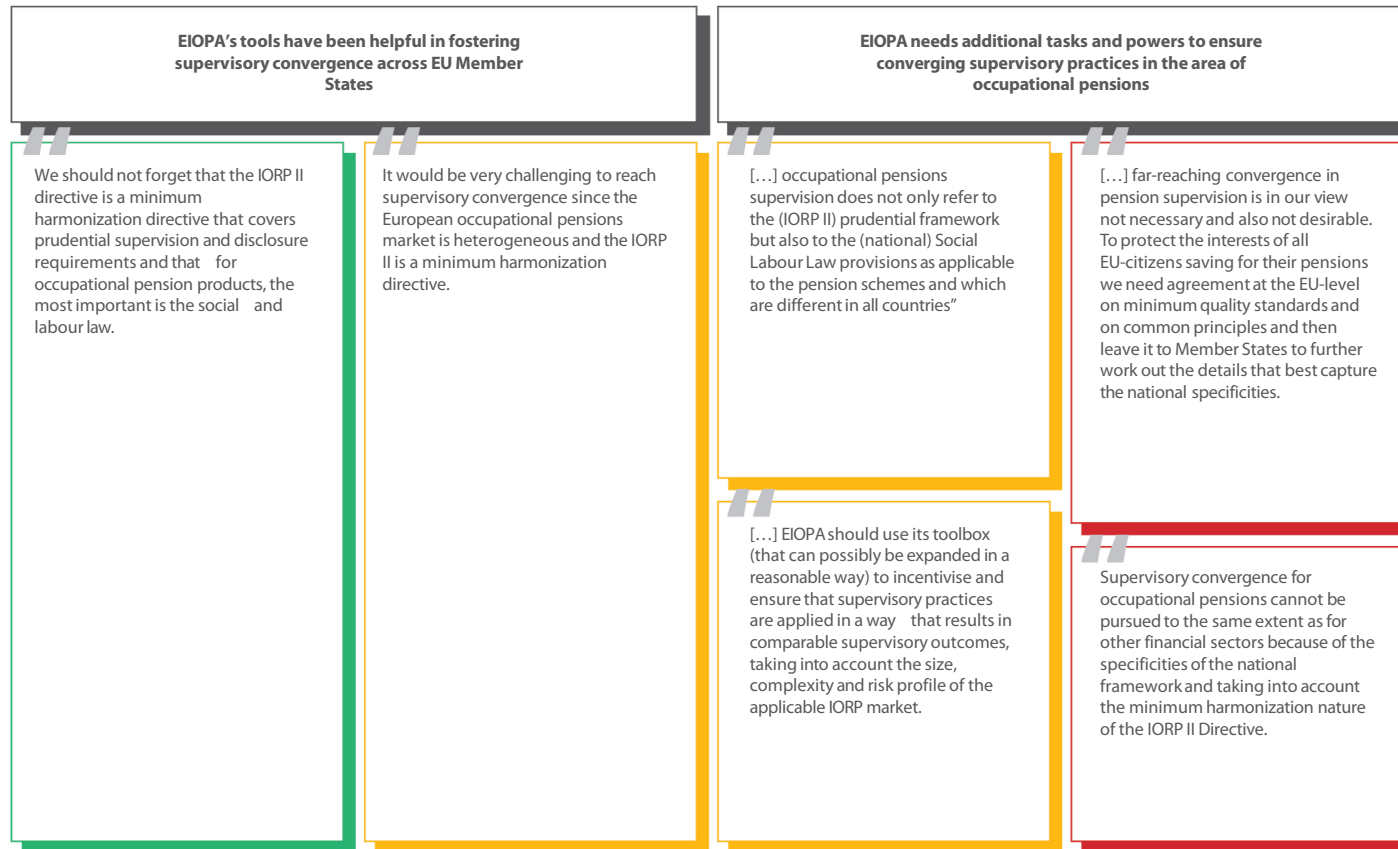 EIOPA's tools have been helpful in fostering
supervisory convergence across EU Member
States
EIOPA needs additional tasks and powers to ensure
converging supervisory practices in the area of
occupational pensions
We should not forget that the IORP II
directive is a minimum
harmonization directive that covers
prudential supervision and disclosure
requirements and that for
occupational pension products, the
most important is the social and
labour law.
It would be very challenging to reach
supervisory convergence since the
European occupational pensions
market is heterogeneous and the IORP
II is a minimum harmonization
directive.
[…] occupational pensions
supervision does not only refer to
the (IORP II) prudential framework
but also to the (national) Social
Labour Law provisions as applicable
to the pension schemes and which
are different in all countries"
[…] EIOPA should use its toolbox
(that can possibly be expanded in a
reasonable way) to incentivise and
ensure that supervisory practices
are applied in a way that results in
comparable supervisory outcomes,
taking into account the size,
complexity and risk profile of the
applicable IORP market.
[…] far-reaching convergence in
pension supervision is in our view
not necessary and also not desirable.
To protect the interests of all
EU-citizens saving for their pensions
we need agreement at the EU-level
on minimum quality standards and
on common principles and then
leave it to Member States to further
work out the details that best capture
the national specificities.
Supervisory convergence for
occupational pensions cannot be
pursued to the same extent as for
other financial sectors because of the
specificities of the national
framework and taking into account
the minimum harmonization nature
of the IORP II Directive.